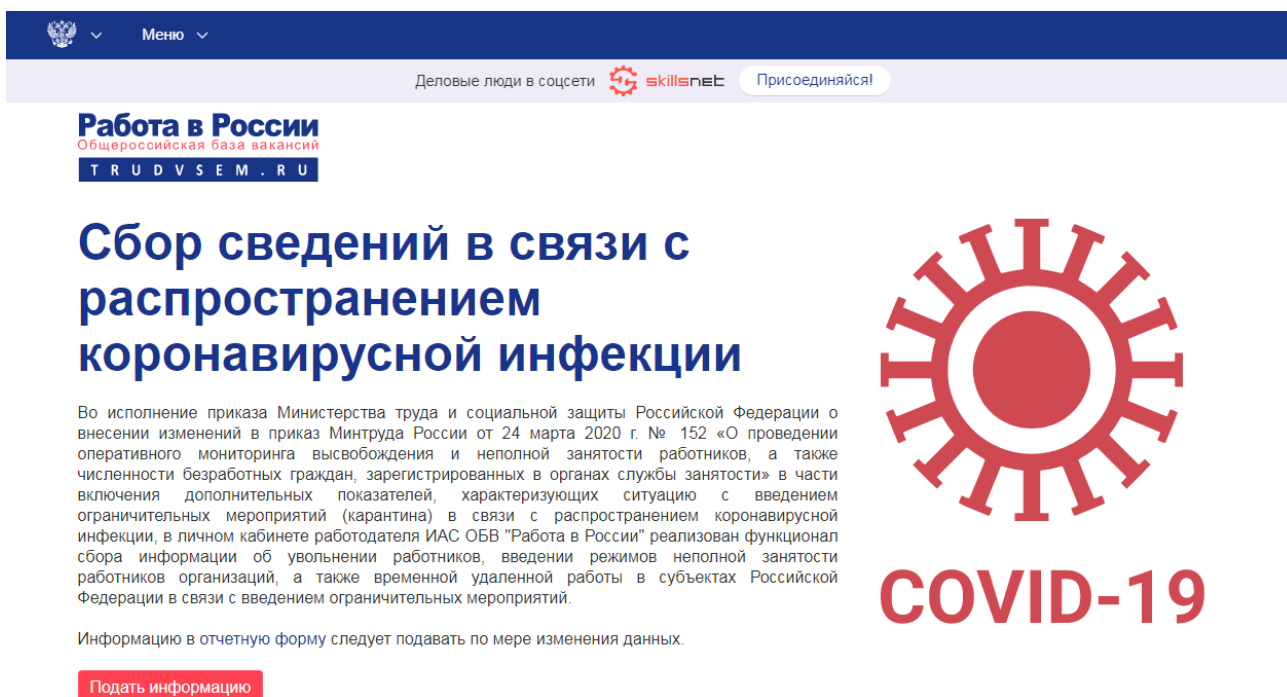 Меню
Деловые люди в соцсети skillsnet Присоединяйся!
Работа в России
Общероссийская база вакансий
TRUDVSEM.RU
Сбор сведений в связи с
распространением
коронавирусной инфекции
Во исполнение приказа Министерства труда и социальной защиты Российской Федерации о
внесении изменений в приказ Минтруда России от 24 марта 2020 г. № 152 «О проведении
оперативного мониторинга высвобождения и неполной занятости работников, а также
численности безработных граждан, зарегистрированных в органах службы занятости» в части
включения дополнительных показателей, характеризующих ситуацию с введением
ограничительных мероприятий (карантина) в связи с распространением коронавирусной
инфекции, в личном кабинете работодателя ИАС ОБВ "Работа в России" реализован функционал
сбора информации об увольнении работников, введении режимов неполной занятости
работников организаций, а также временной удаленной работы в субъектах Российской
Федерации в связи с введением ограничительных мероприятий.
Информацию в отчетную форму следует подавать по мере изменения данных.
Подать информацию
COVID-19